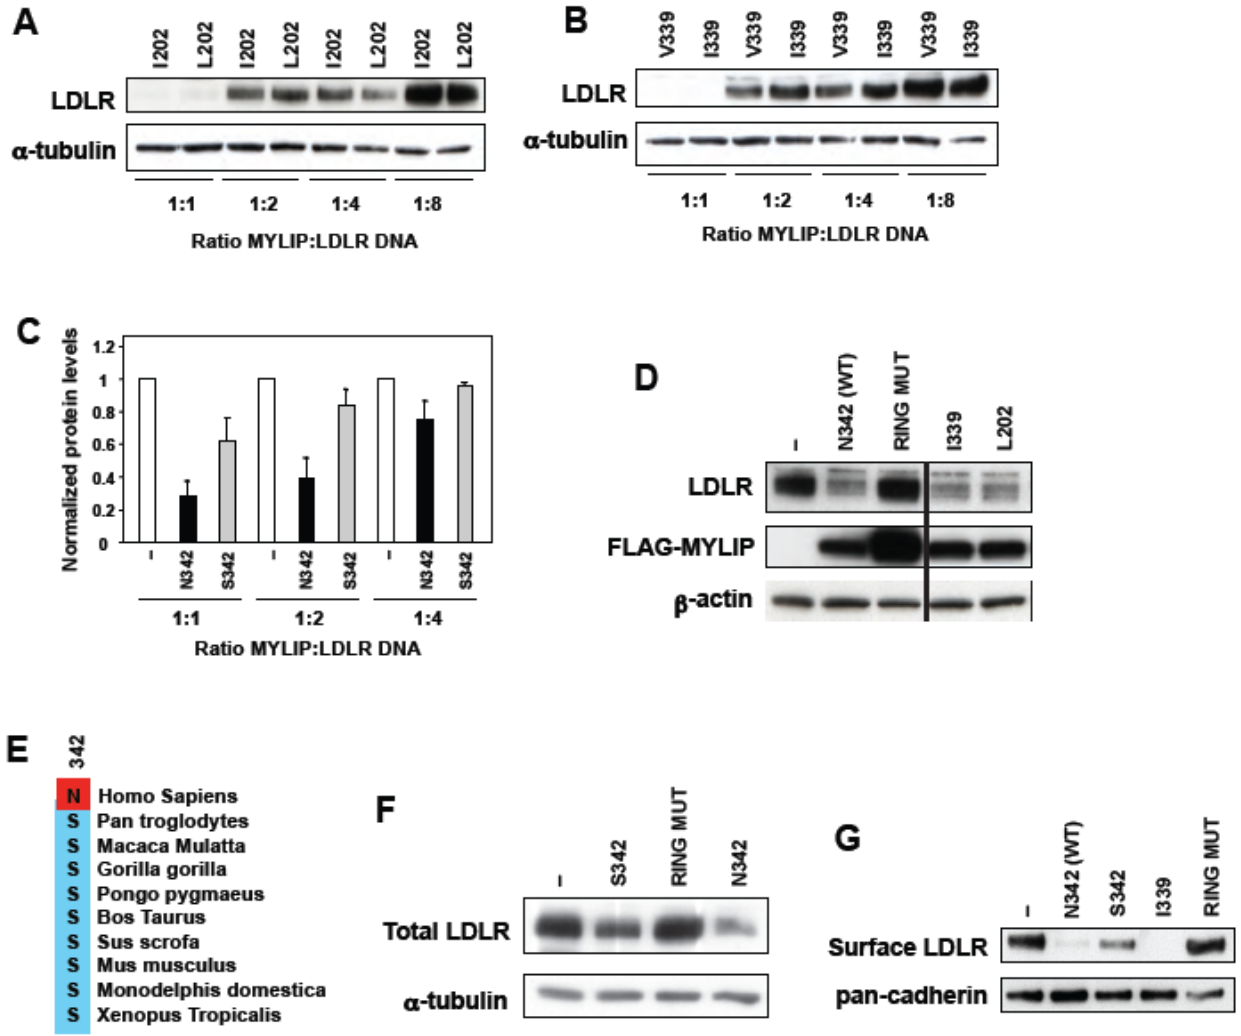 A
I202 L202 I202 L202 I202 L202 I202 L202
LDLR
α-tubulin
1:1 1:2 1:4 1:8
Ratio MYLIP:LDLR DNA
B
V339 I339 V339 I339 V339 I339 V339 I339
LDLR
α-tubulin
1:1 1:2 1:4 1:8
Ratio MYLIP:LDLR DNA
C
Normalized protein levels
1.2
1
0.8
0.6
0.4
0.2
0
- N342 S342 - N342 S342 - N342 S342
1:1 1:2 1:4
Ratio MYLIP:LDLR DNA
D
- N342 (WT) RING MUT I339 L202
LDLR
FLAG-MYLIP
β-actin
E
342
N Homo Sapiens
S Pan troglodytes
S Macaca Mulatta
S Gorilla gorilla
S Pongo pygmaeus
S Bos Taurus
S Sus scrofa
S Mus musculus
S Monodelphis domestica
S Xenopus Tropicalis
F
- S342 RING MUT N342
Total LDLR
α-tubulin
G
- N342 (WT) S342 I339 RING MUT
Surface LDLR
pan-cadherin